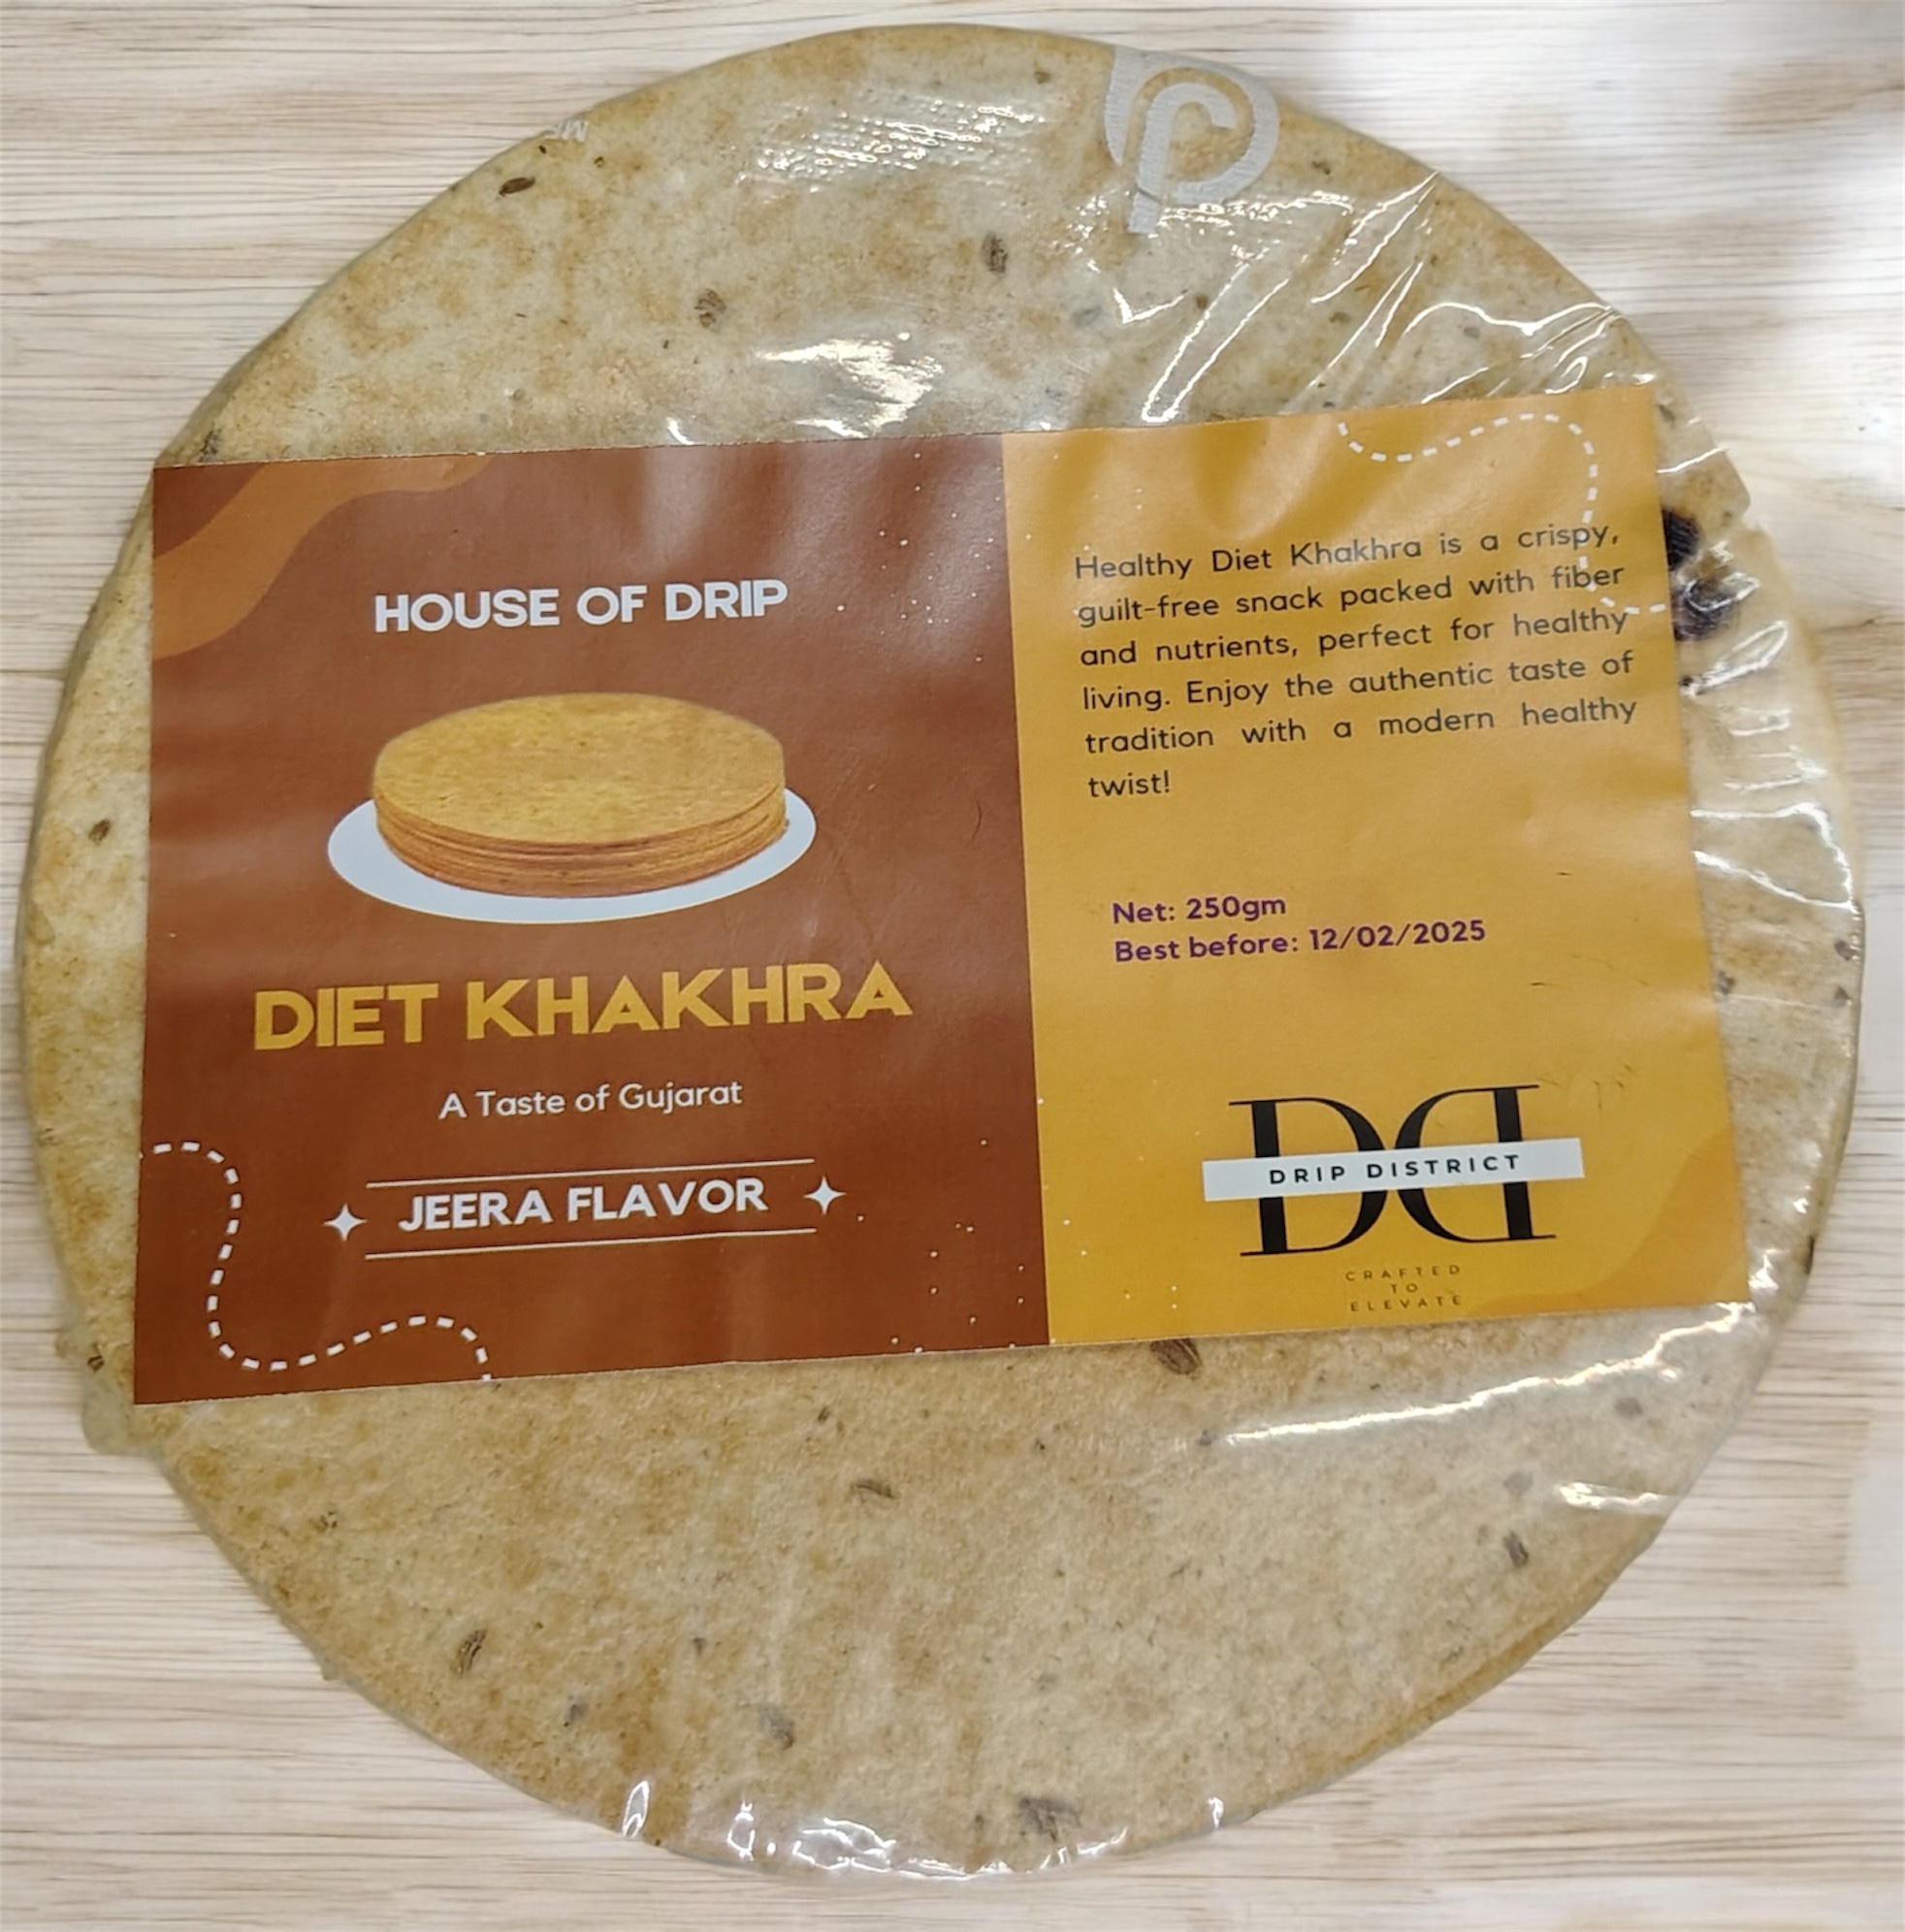 HOUSE OF DRIP
DIET KHAKHRA
A Taste of Gujarat
JEERA FLAVOR
Healthy Diet Khakhra is a crispy,
guilt-free snack packed with fiber
and nutrients, perfect for healthy
living. Enjoy the authentic taste of
tradition with a modern healthy
twist!
Net: 250gm
Best before: 12/02/2025
DD
DRIP DISTRICT
CRAFTED
TO
ELEVATE